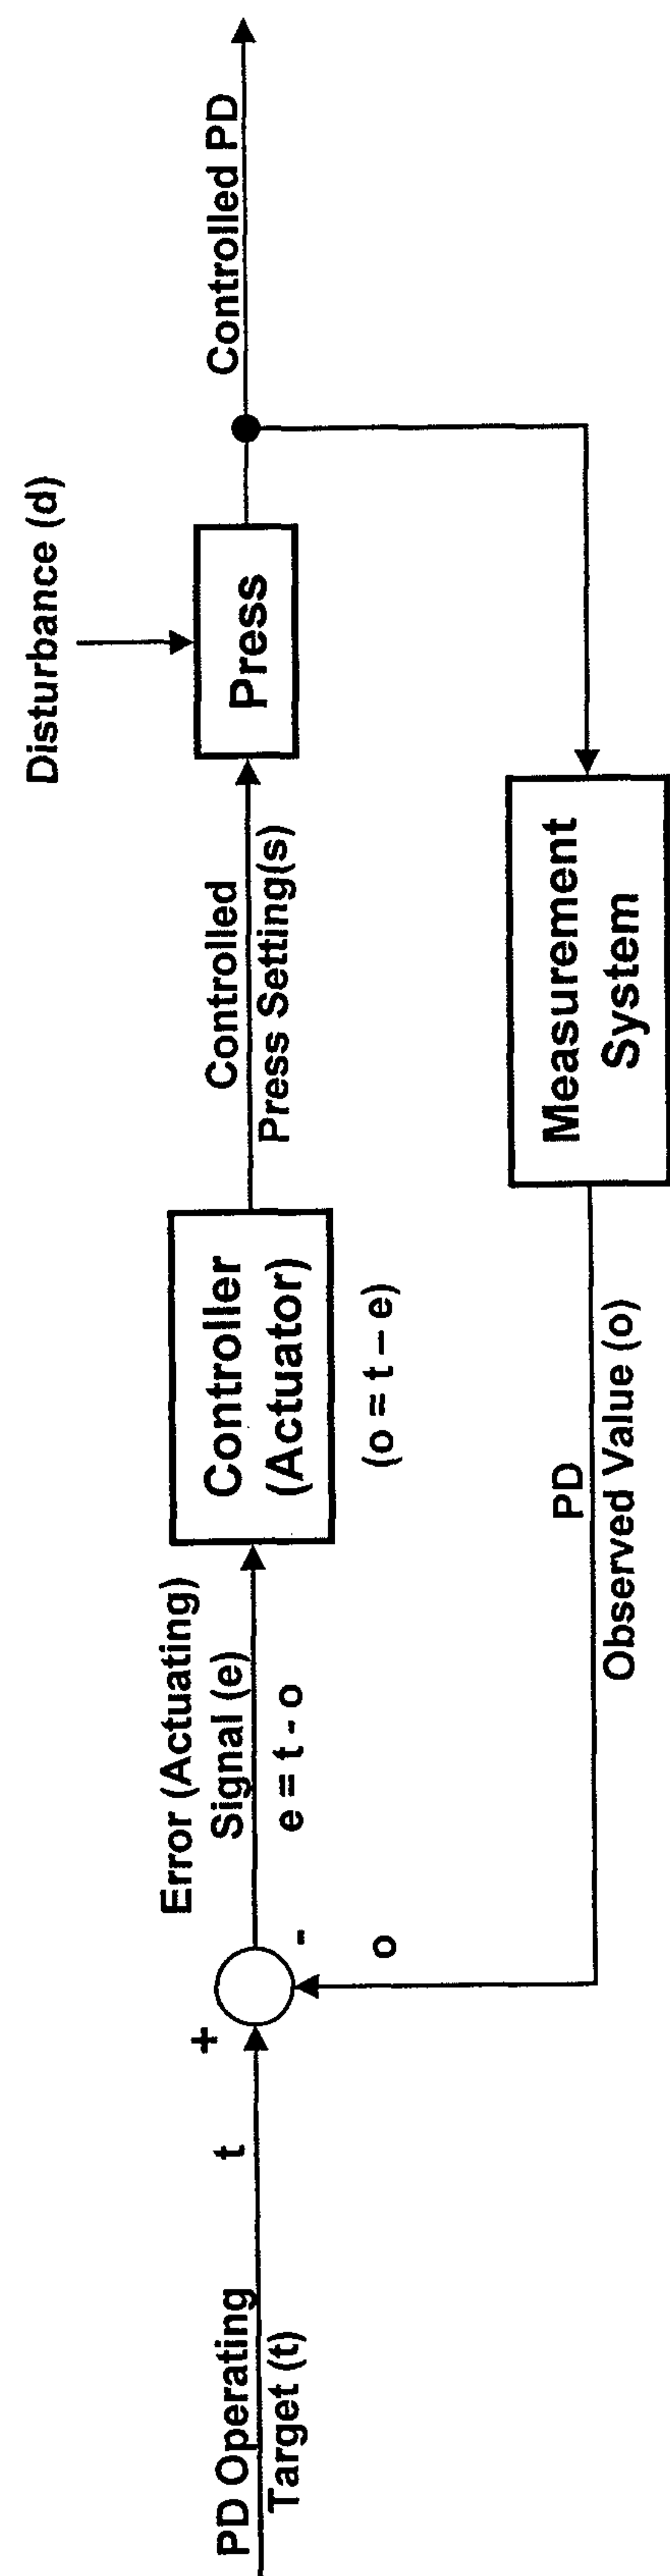 PD Operating
Target (t)
t
+
-
o
Error (Actuating)
Signal (e)
e = t - o
Controller
(Actuator)
(o = t – e)
Controlled
Press Setting(s)
Disturbance (d)
Press
Controlled PD
Measurement
System
PD
Observed Value (o)